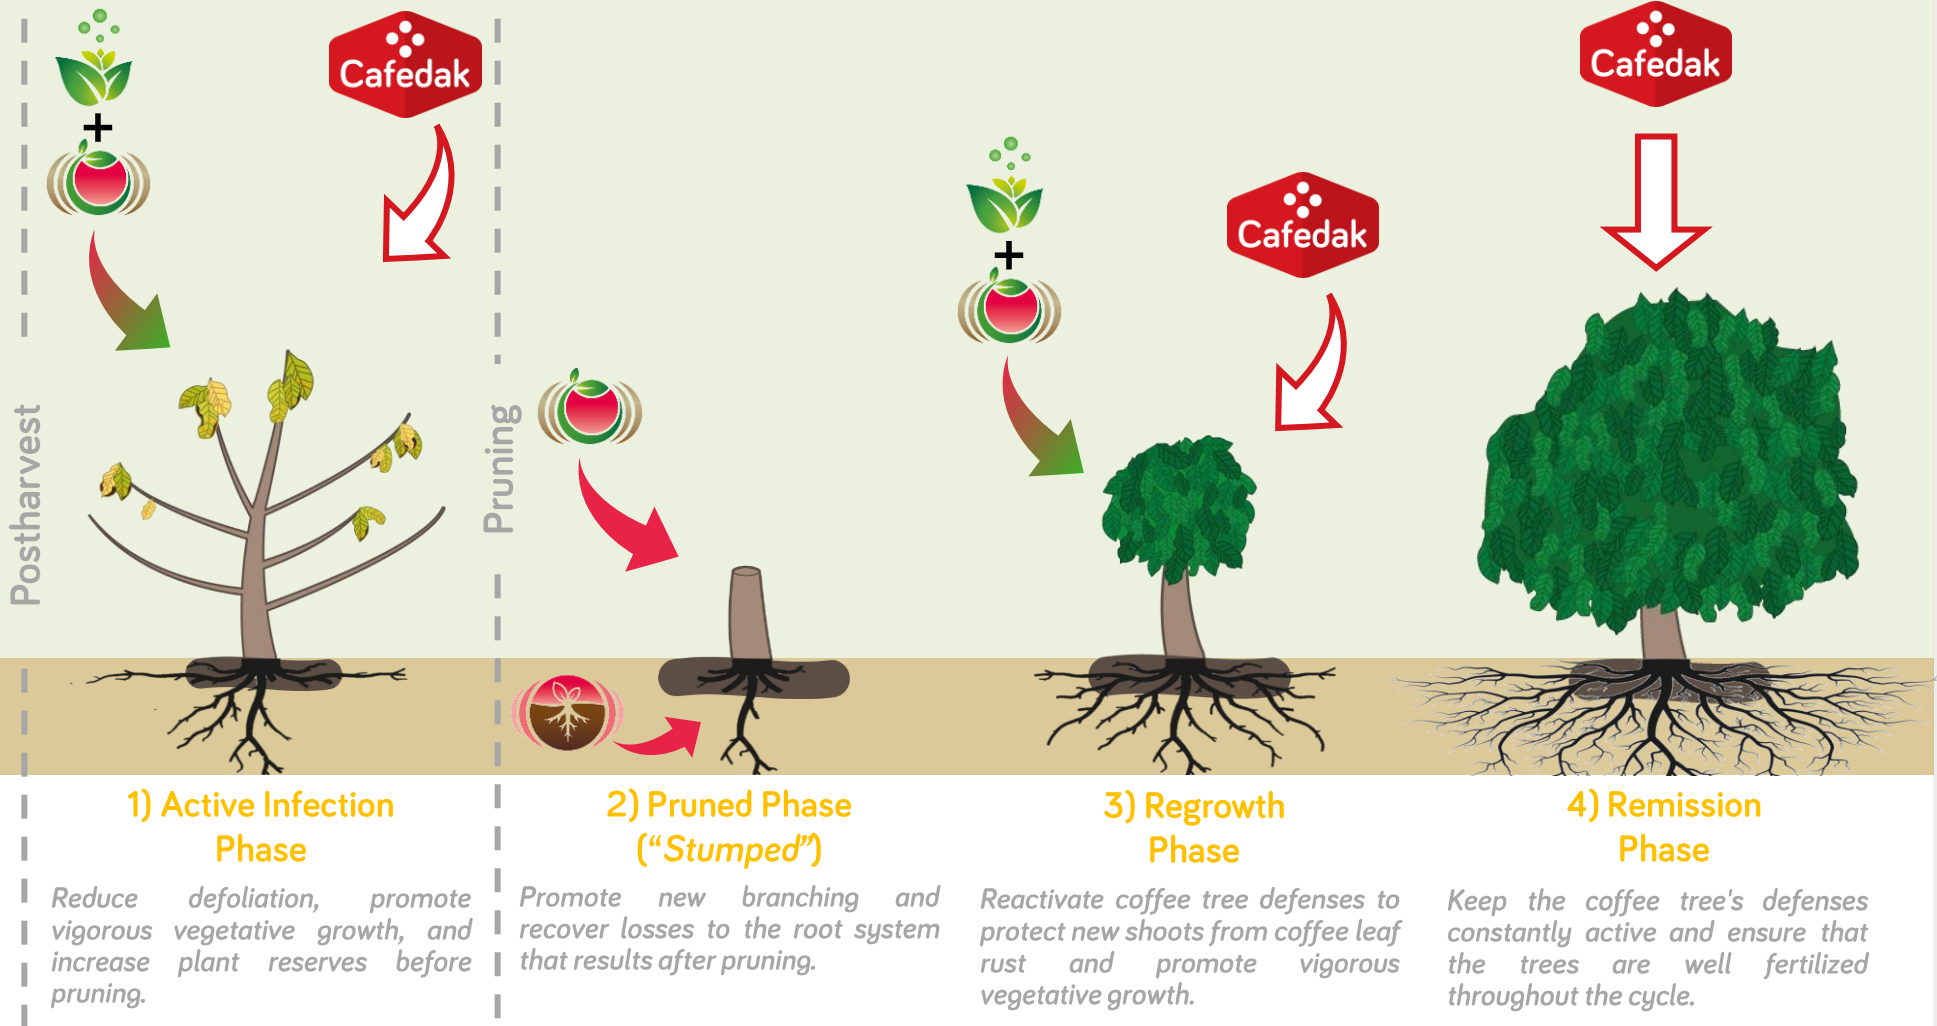 Cafedak
Cafedak
Cafedak
Postharvest
Pruning
+
+
1) Active Infection
Phase
Reduce defoliation, promote
vigorous vegetative growth, and
increase plant reserves before
pruning.
2) Pruned Phase
(“Stumped”)
Promote new branching and
recover losses to the root system
that results after pruning.
3) Regrowth
Phase
Reactivate coffee tree defenses to
protect new shoots from coffee leaf
rust and promote vigorous
vegetative growth.
4) Remission
Phase
Keep the coffee tree's defenses
constantly active and ensure that
the trees are well fertilized
throughout the cycle.